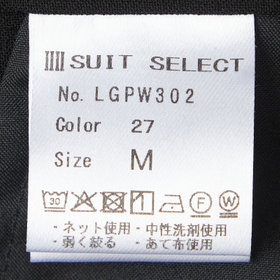 SUIT SELECT
No. LGPW302
Color 27
Size M
30 F W
・ネット使用 ・中性洗剤使用
・弱く絞る ・あて布使用